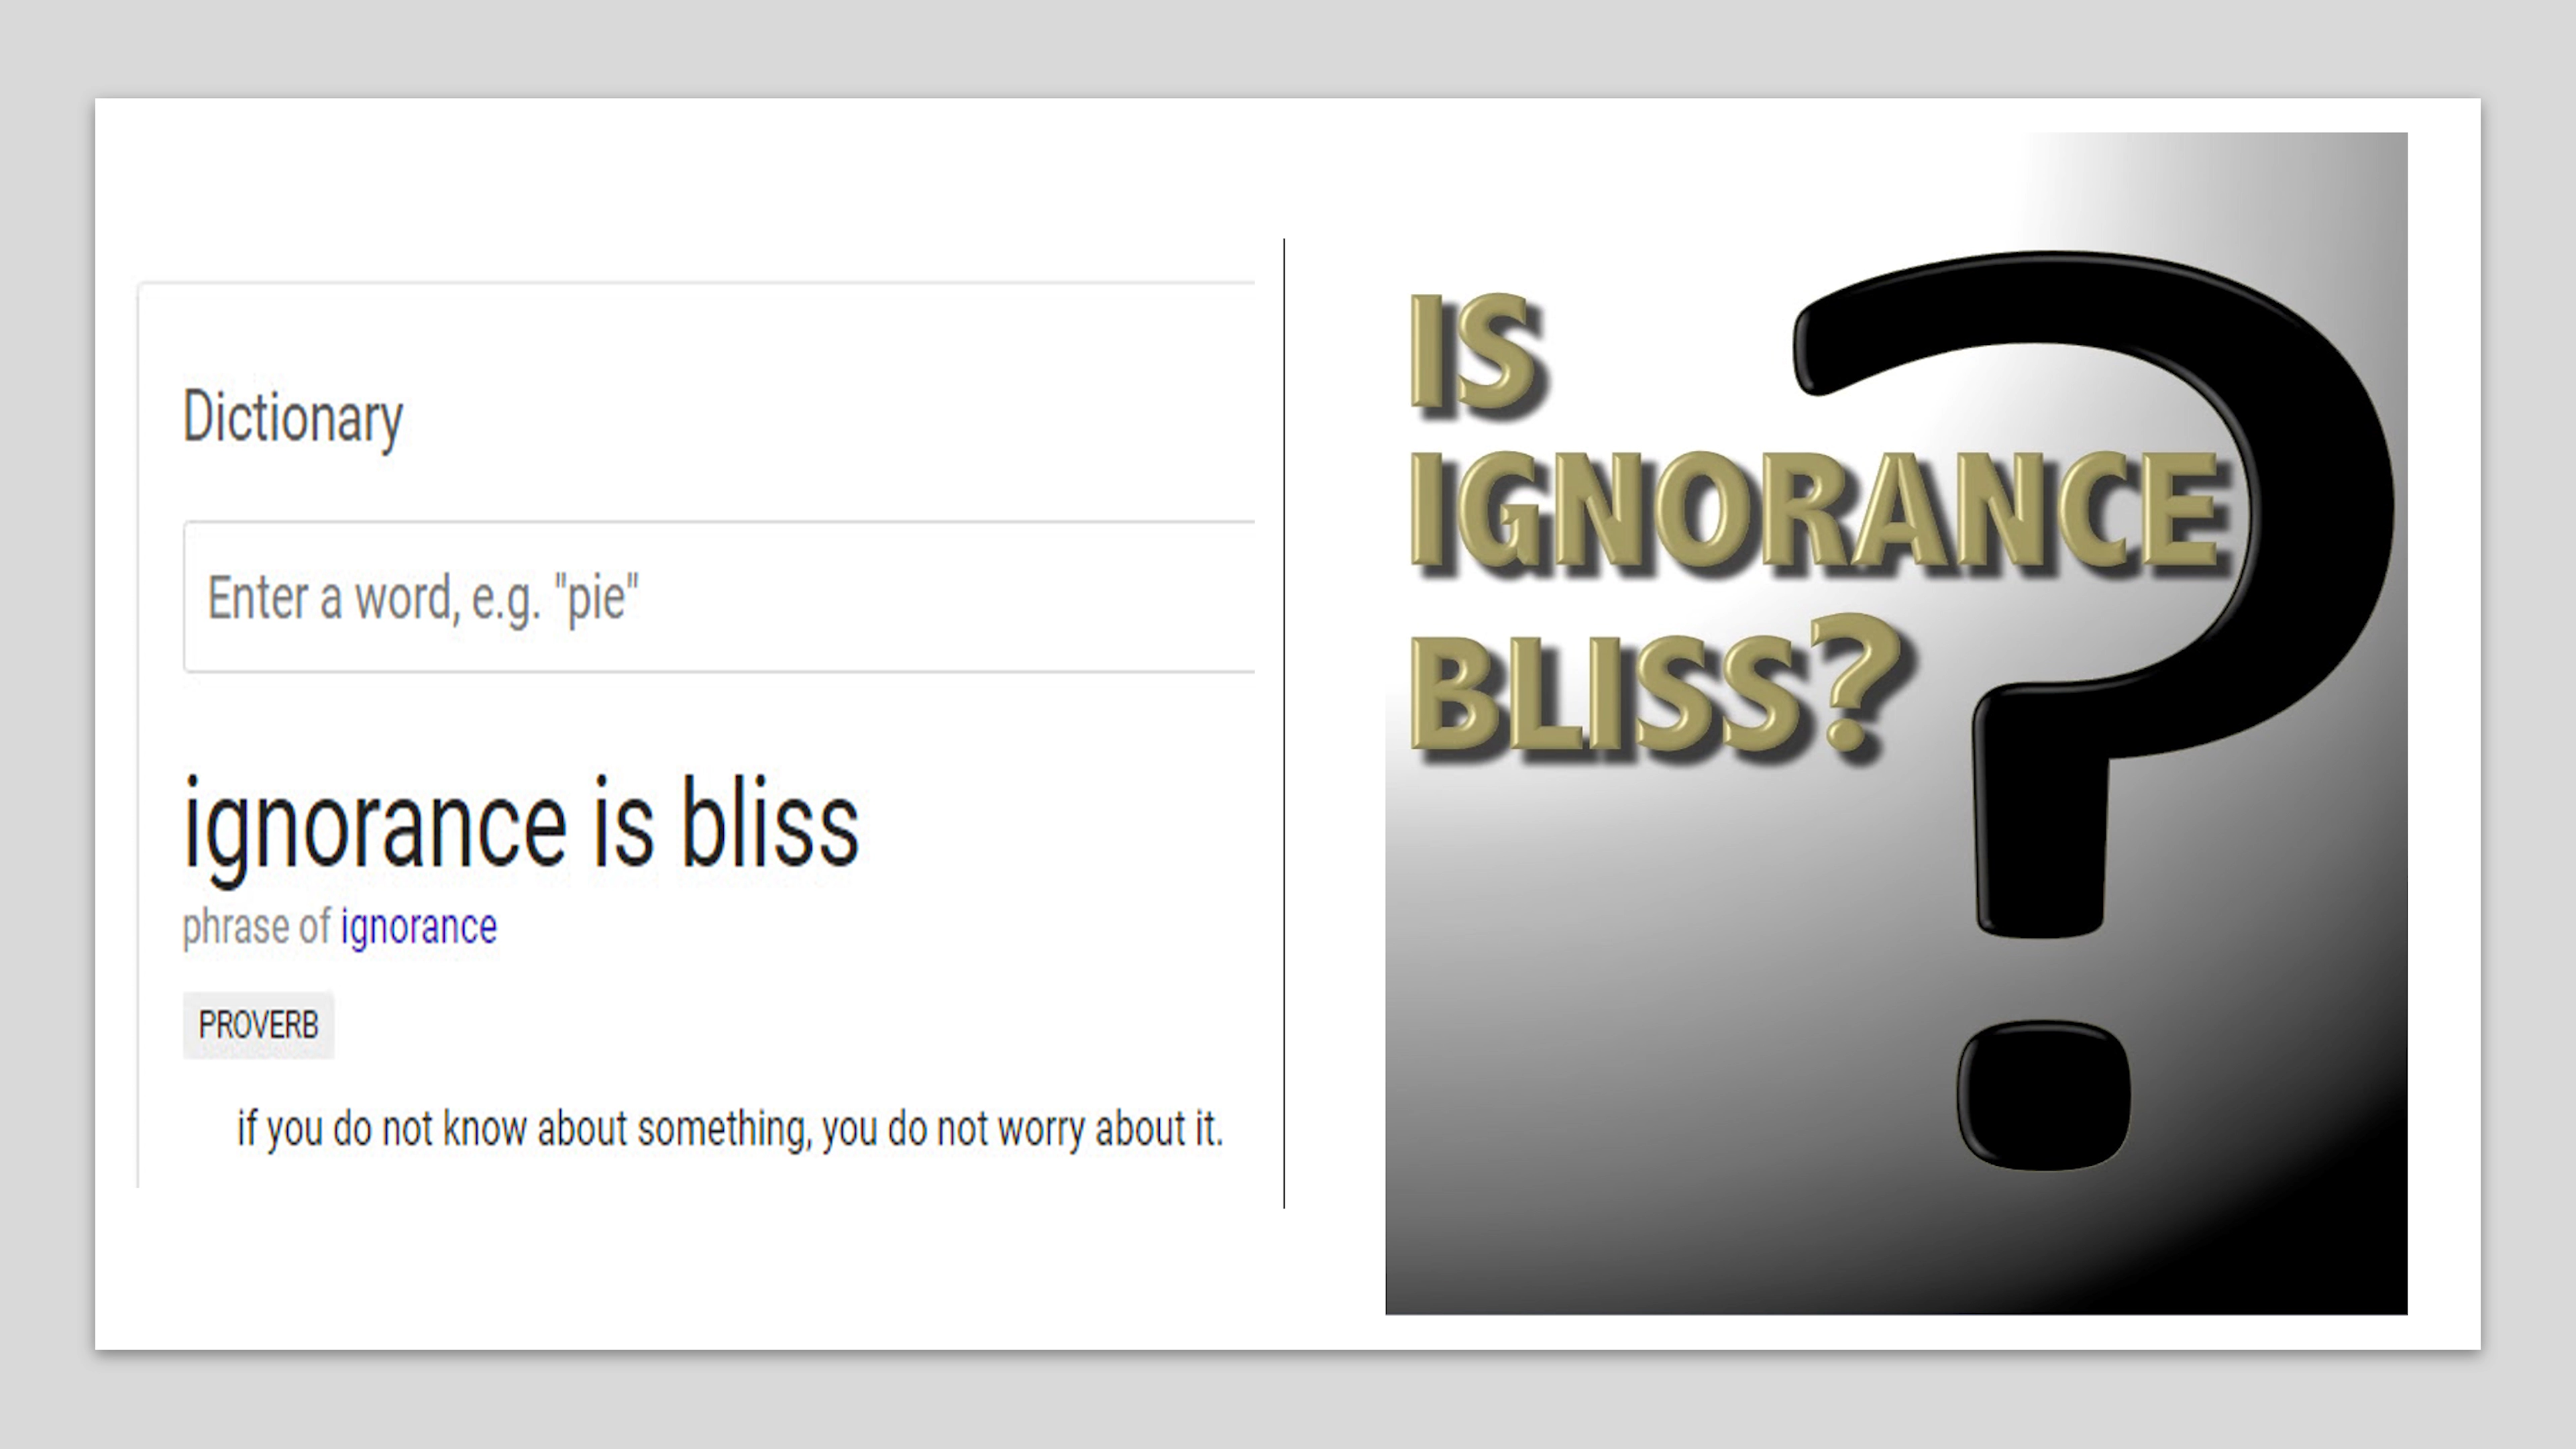 Dictionary
Enter a word, e.g. "pie"
ignorance is bliss
phrase of ignorance
PROVERB
if you do not know about something, you do not worry about it.
IS
IGNORANCE
BLISS?
?